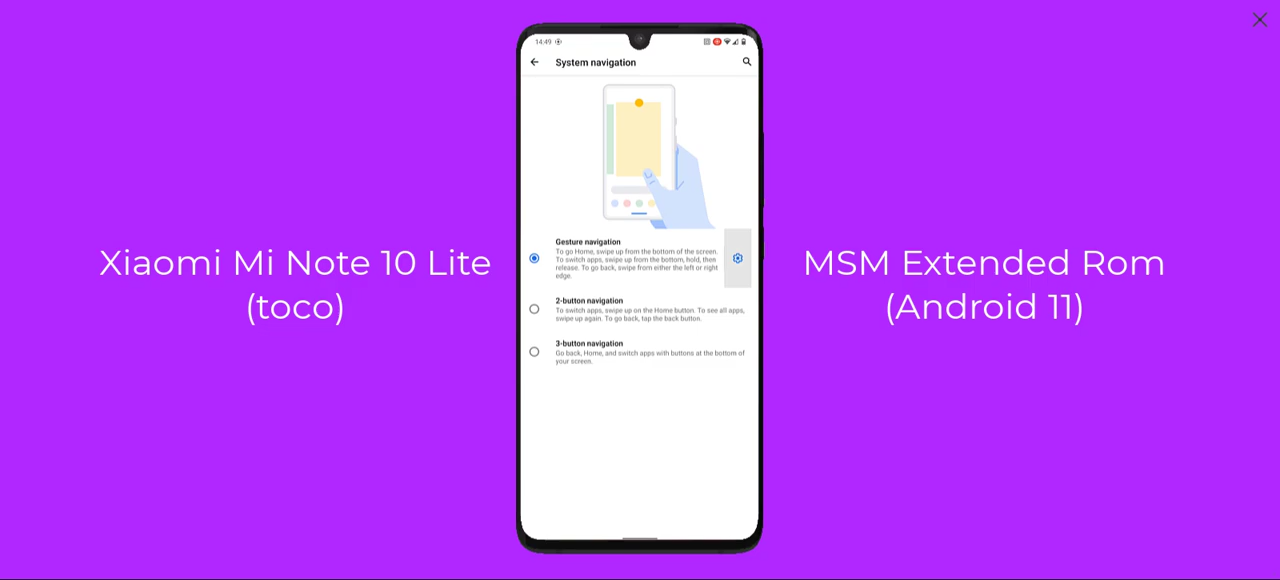 14:49
System navigation
Gesture navigation
To go Home, swipe up from the bottom of the screen.
To switch apps, swipe up from the bottom, hold, then
release. To go back, swipe from either the left or right
edge.
2-button navigation
To switch apps, swipe up on the Home button. To see all apps,
swipe up again. To go back, tap the back button.
3-button navigation
Go back, Home, and switch apps with buttons at the bottom of
your screen.
Xiaomi Mi Note 10 Lite
(toco)
MSM Extended Rom
(Android 11)